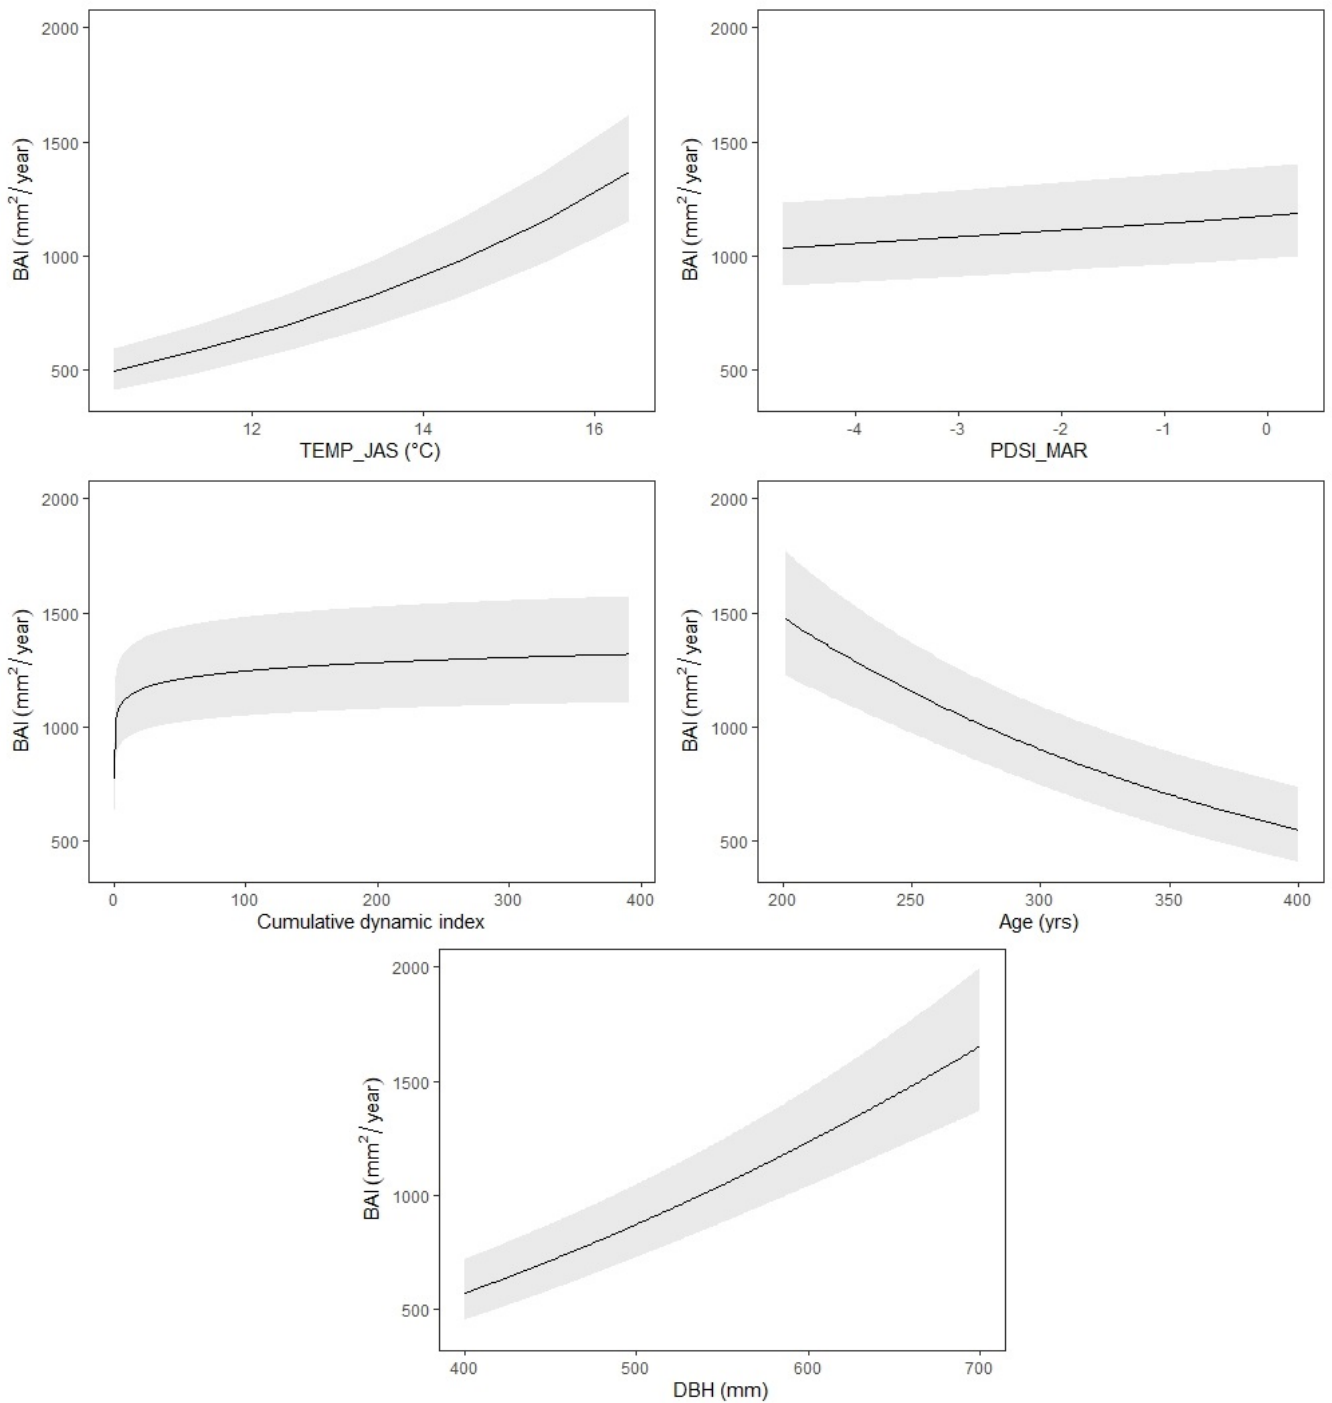 2000
1500
1000
500
BAI (mm²/year)
12 14 16
TEMP_JAS (°C)
2000
1500
1000
500
BAI (mm²/year)
-4 -3 -2 -1 0
PDSI_MAR
2000
1500
1000
500
BAI (mm²/year)
0 100 200 300 400
Cumulative dynamic index
2000
1500
1000
500
BAI (mm²/year)
200 250 300 350 400
Age (yrs)
2000
1500
1000
500
BAI (mm²/year)
400 500 600 700
DBH (mm)